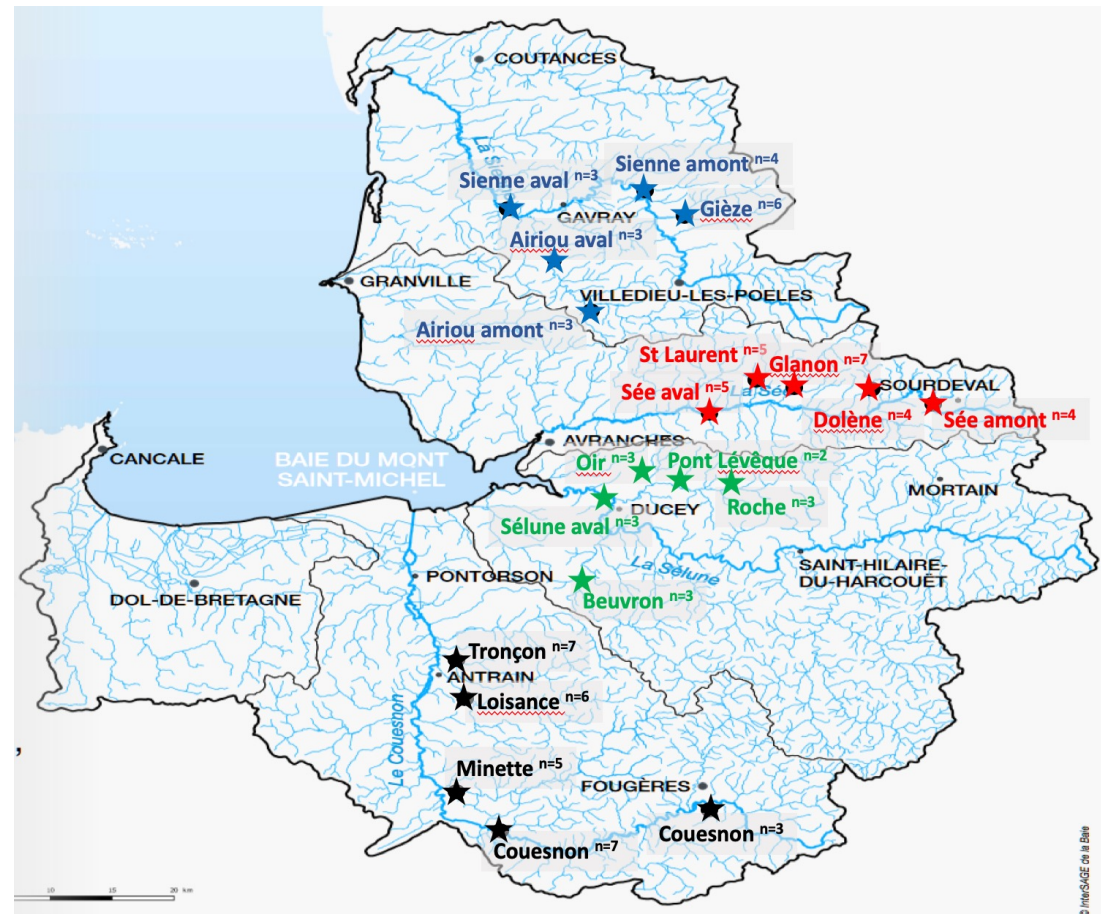 COUTANCES
La Sie
Sienne amont n=4
Sienne aval n=3
Gièze n=6
GAVRAY
Airiou aval n=3
GRANVILLE
VILLEDIEU-LES-POELES
Airiou amont n=3
St Laurent n=5
Glanon n=7
Sée aval n=5
La Sée
SOURDEVAL
Dolène n=4
Sée amont n=4
AVRANCHES
CANCALE
BAIE DU MONT
SAINT-MICHEL
Oir n=3
Pont Lévêque n=2
MORTAIN
Roche n=3
DUCEY
Sélune aval n=3
La Sélune
SAINT-HILAIRE-
DU-HARCOUËT
PONTORSON
DOL-DE-BRETAGNE
Beuvron n=3
Tronçon n=7
ANTRAIN
Loisance n=6
Le Couesnon
,
Minette n=5
FOUGÈRES
Couesnon n=3
Couesnon n=7
10 15 20 km
© InterSAGE de la Baie